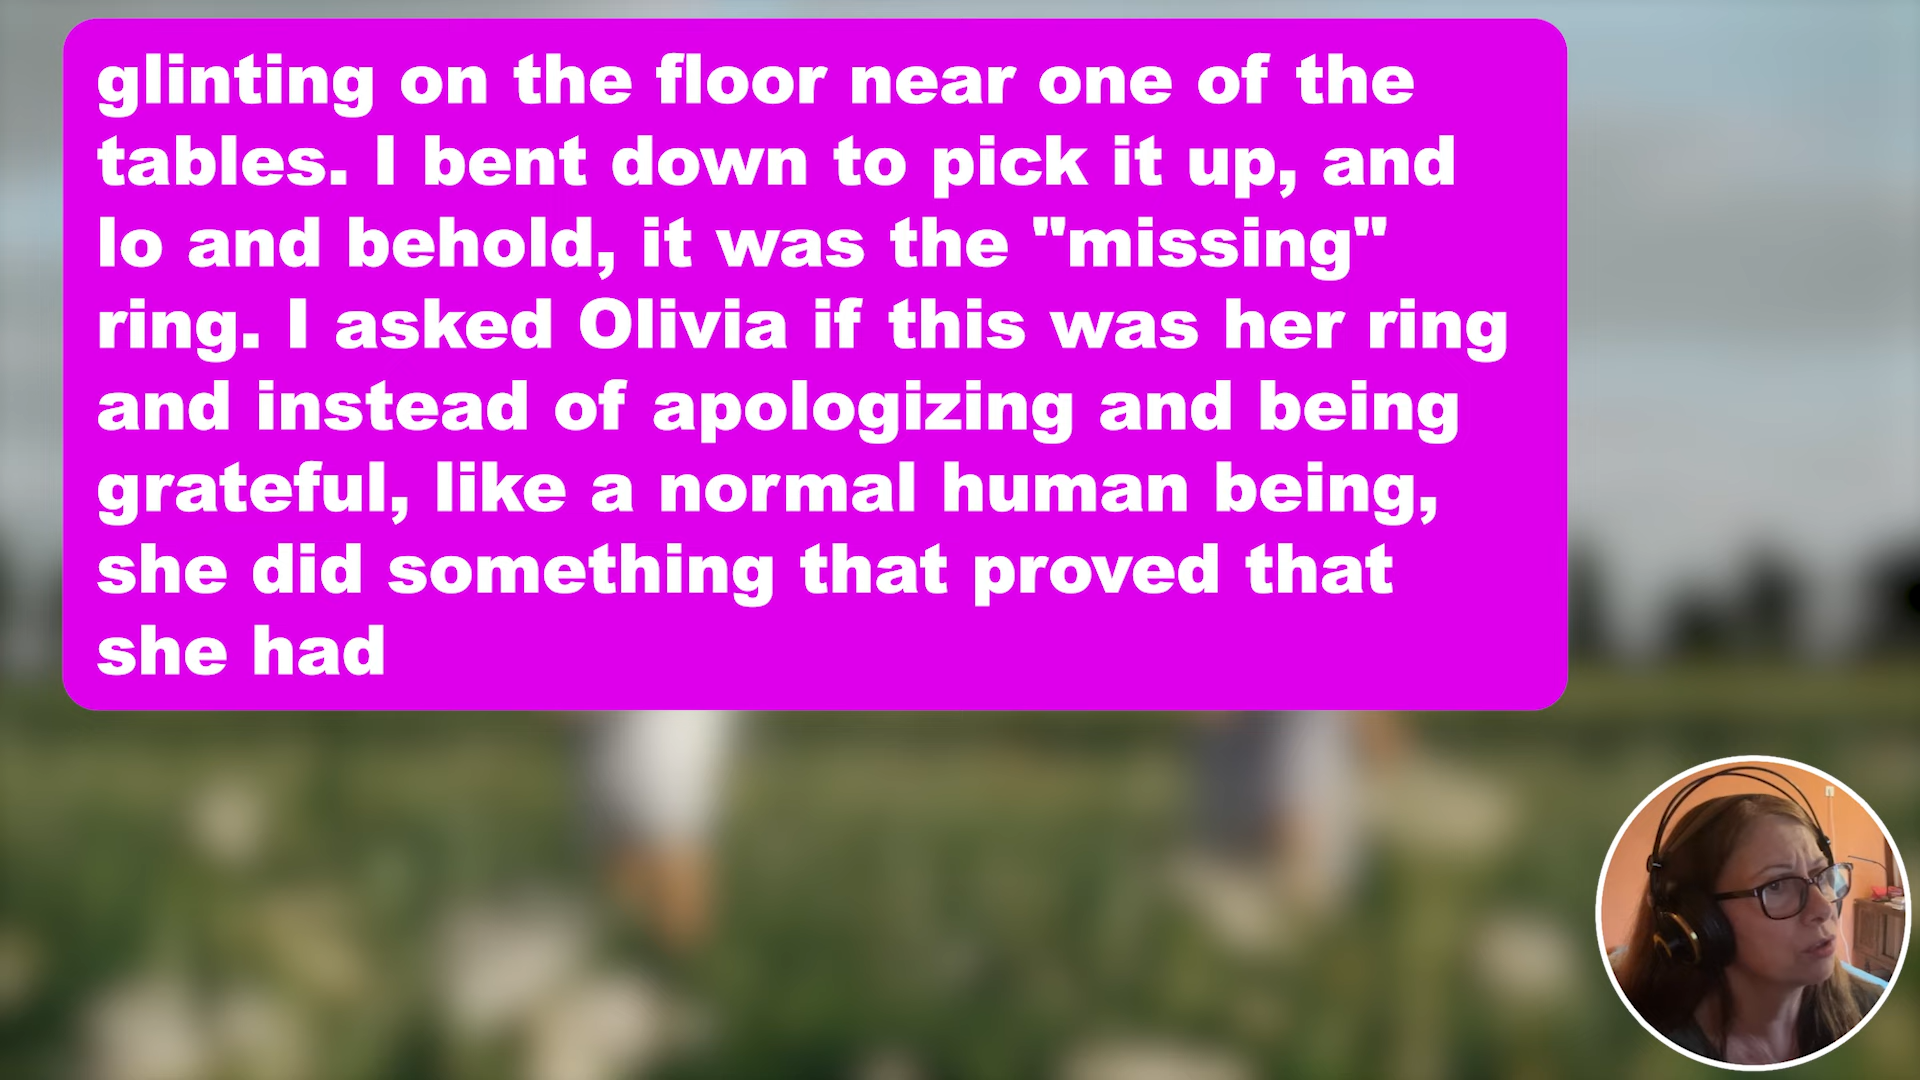 glinting on the floor near one of the
tables. I bent down to pick it up, and
lo and behold, it was the "missing"
ring. I asked Olivia if this was her ring
and instead of apologizing and being
grateful, like a normal human being,
she did something that proved that
she had